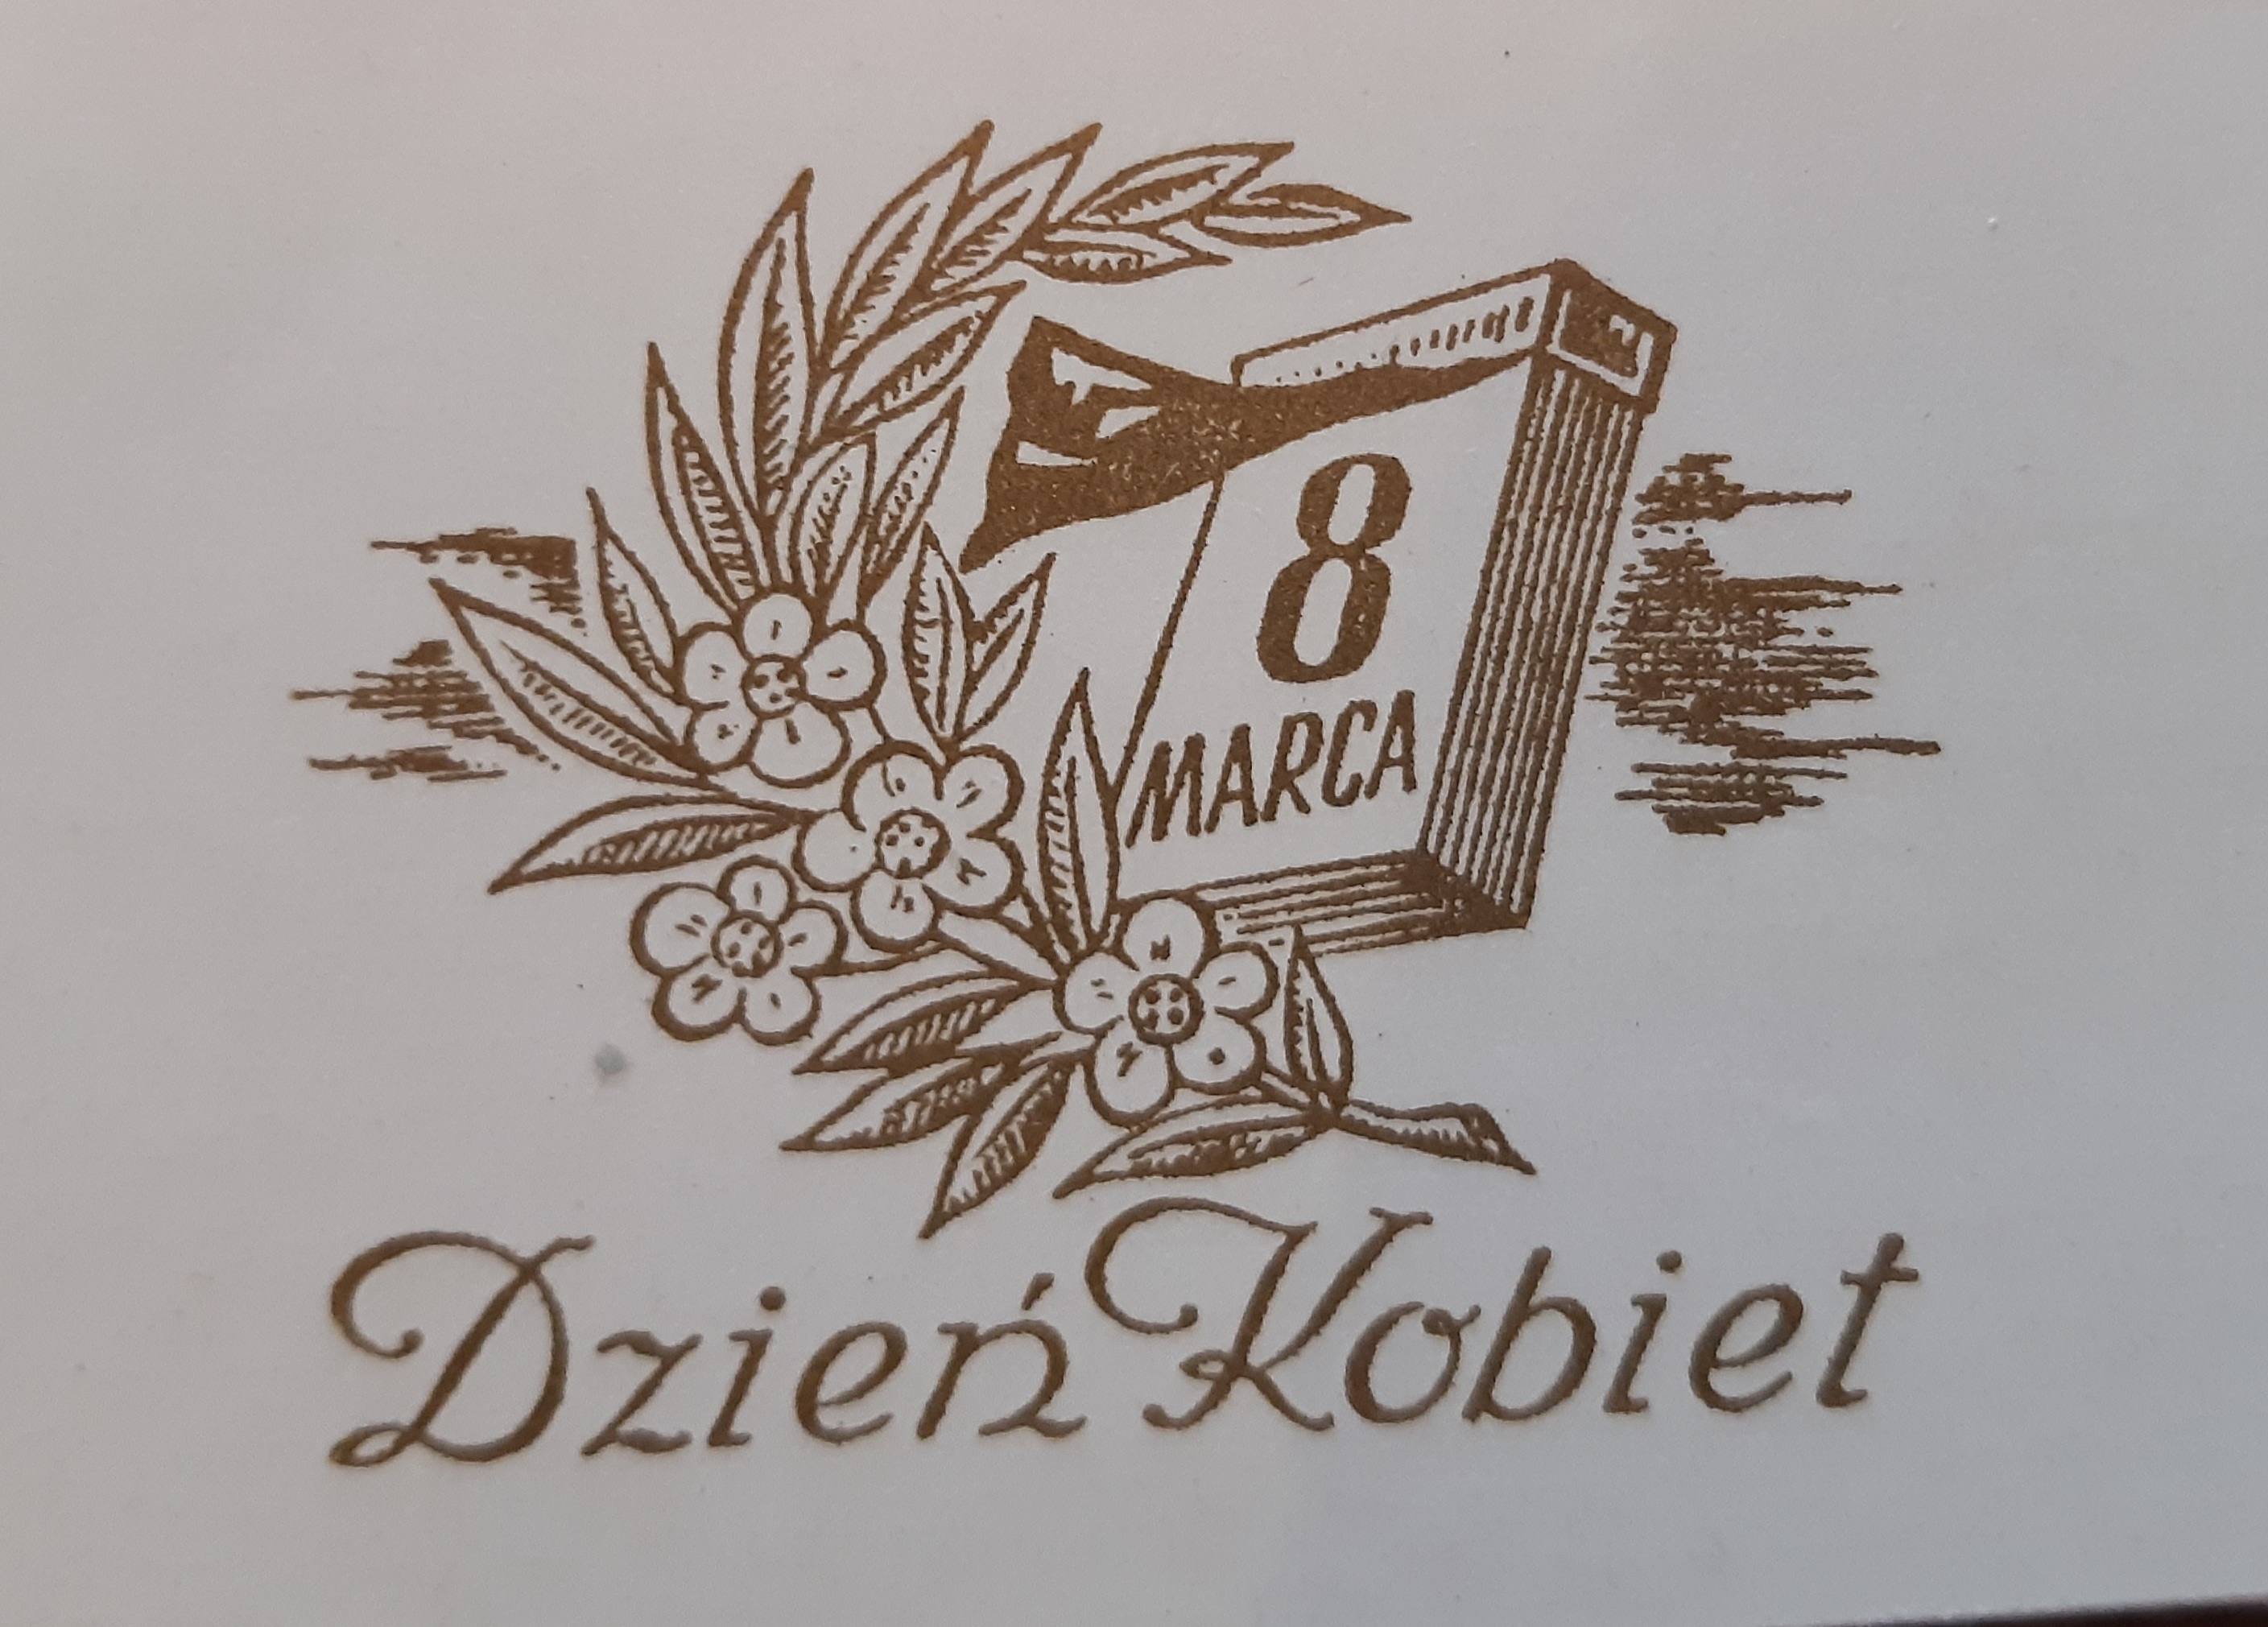 8
MARCA
Dzień Kobiet